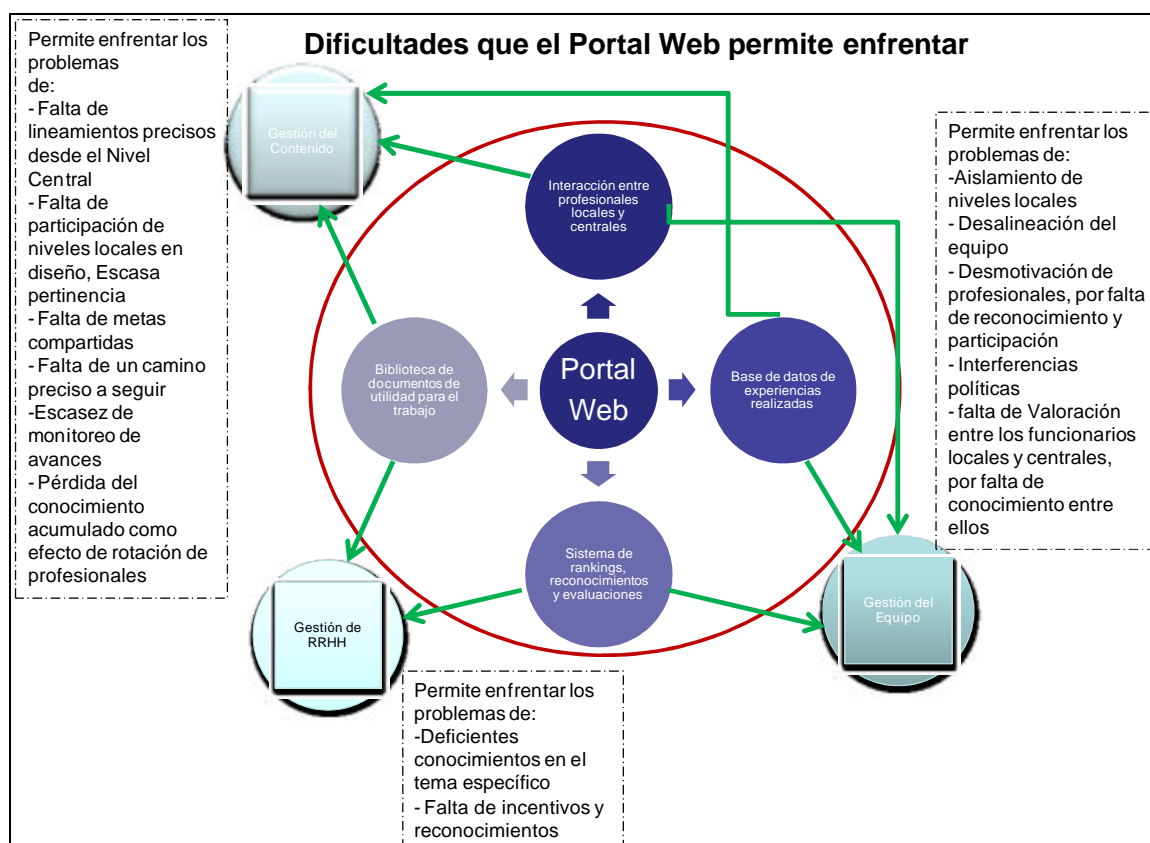 Dificultades que el Portal Web permite enfrentar
Permite enfrentar los
problemas
de:
- Falta de
lineamientos precisos
desde el Nivel
Central
- Falta de
participación de
niveles locales en
diseño, Escasa
pertinencia
- Falta de metas
compartidas
- Falta de un camino
preciso a seguir
-Escasez de
monitoreo de
avances
- Pérdida del
conocimiento
acumulado como
efecto de rotación de
profesionales
Gestión del
Contenido
Interacción entre
profesionales
locales y
centrales
Biblioteca de
documentos de
utilidad para el
trabajo
Portal
Web
Base de datos de
experiencias
realizadas
Sistema de
rankings,
reconocimientos
y evaluaciones
Gestión de
RRHH
Gestión del
Equipo
Permite enfrentar los
problemas de:
-Aislamiento de
niveles locales
- Desalineación del
equipo
- Desmotivación de
profesionales, por falta
de reconocimiento y
participación
- Interferencias
políticas
- falta de Valoración
entre los funcionarios
locales y centrales,
por falta de
conocimiento entre
ellos
Permite enfrentar los
problemas de:
-Deficientes
conocimientos en el
tema específico
- Falta de incentivos y
reconocimientos